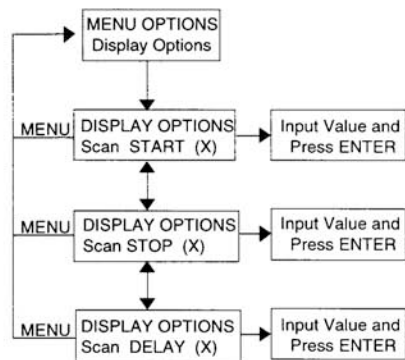 MENU OPTIONS
Display Options
MENU
DISPLAY OPTIONS
Scan START (X)
Input Value and
Press ENTER
MENU
DISPLAY OPTIONS
Scan STOP (X)
Input Value and
Press ENTER
MENU
DISPLAY OPTIONS
Scan DELAY (X)
Input Value and
Press ENTER